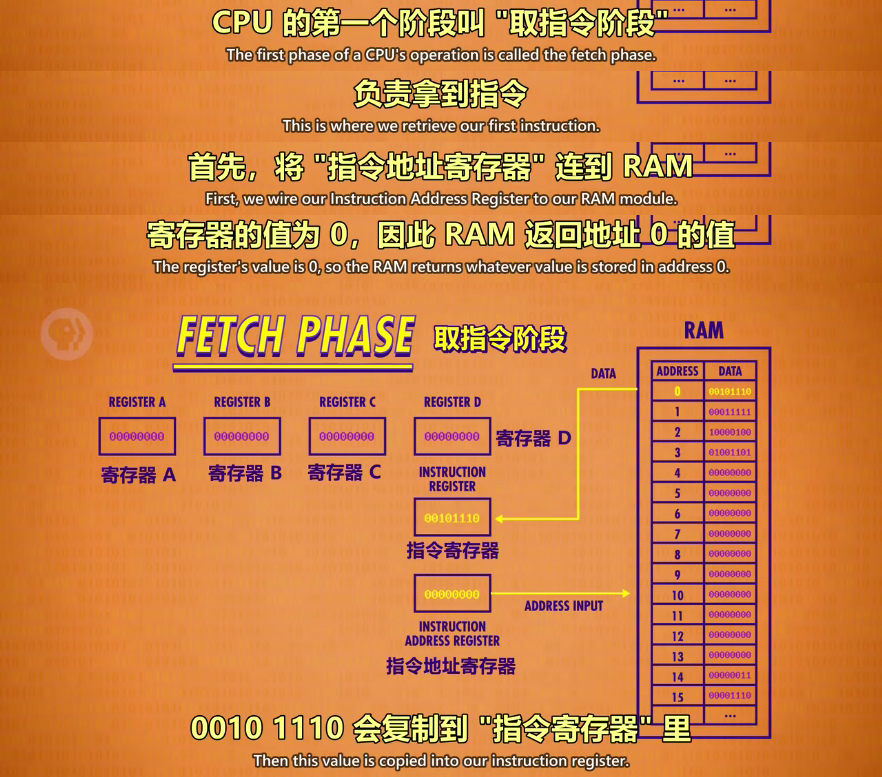 CPU 的第一个阶段叫 "取指令阶段"
The first phase of a CPU's operation is called the fetch phase.
... ...
负责拿到指令
This is where we retrieve our first instruction.
... ...
首先，将 "指令地址寄存器" 连到 RAM
First, we wire our Instruction Address Register to our RAM module.
... ...
寄存器的值为 0，因此 RAM 返回地址 0 的值
The register's value is 0, so the RAM returns whatever value is stored in address 0.
FETCH PHASE 取指令阶段
REGISTER A
00000000
寄存器 A
REGISTER B
00000000
寄存器 B
REGISTER C
00000000
寄存器 C
REGISTER D
00000000
寄存器 D
INSTRUCTION
REGISTER
00101110
指令寄存器
00000000
INSTRUCTION
ADDRESS REGISTER
指令地址寄存器
DATA
ADDRESS INPUT
RAM
ADDRESS DATA
0 00101110
1 00011111
2 10000100
3 01001101
4 00000000
5 00000000
6 00000000
7 00000000
8 00000000
9 00000000
10 00000000
11 00000000
12 00000000
13 00000000
14 00000011
15 00001110
...
0010 1110 会复制到 "指令寄存器" 里
Then this value is copied into our instruction register.